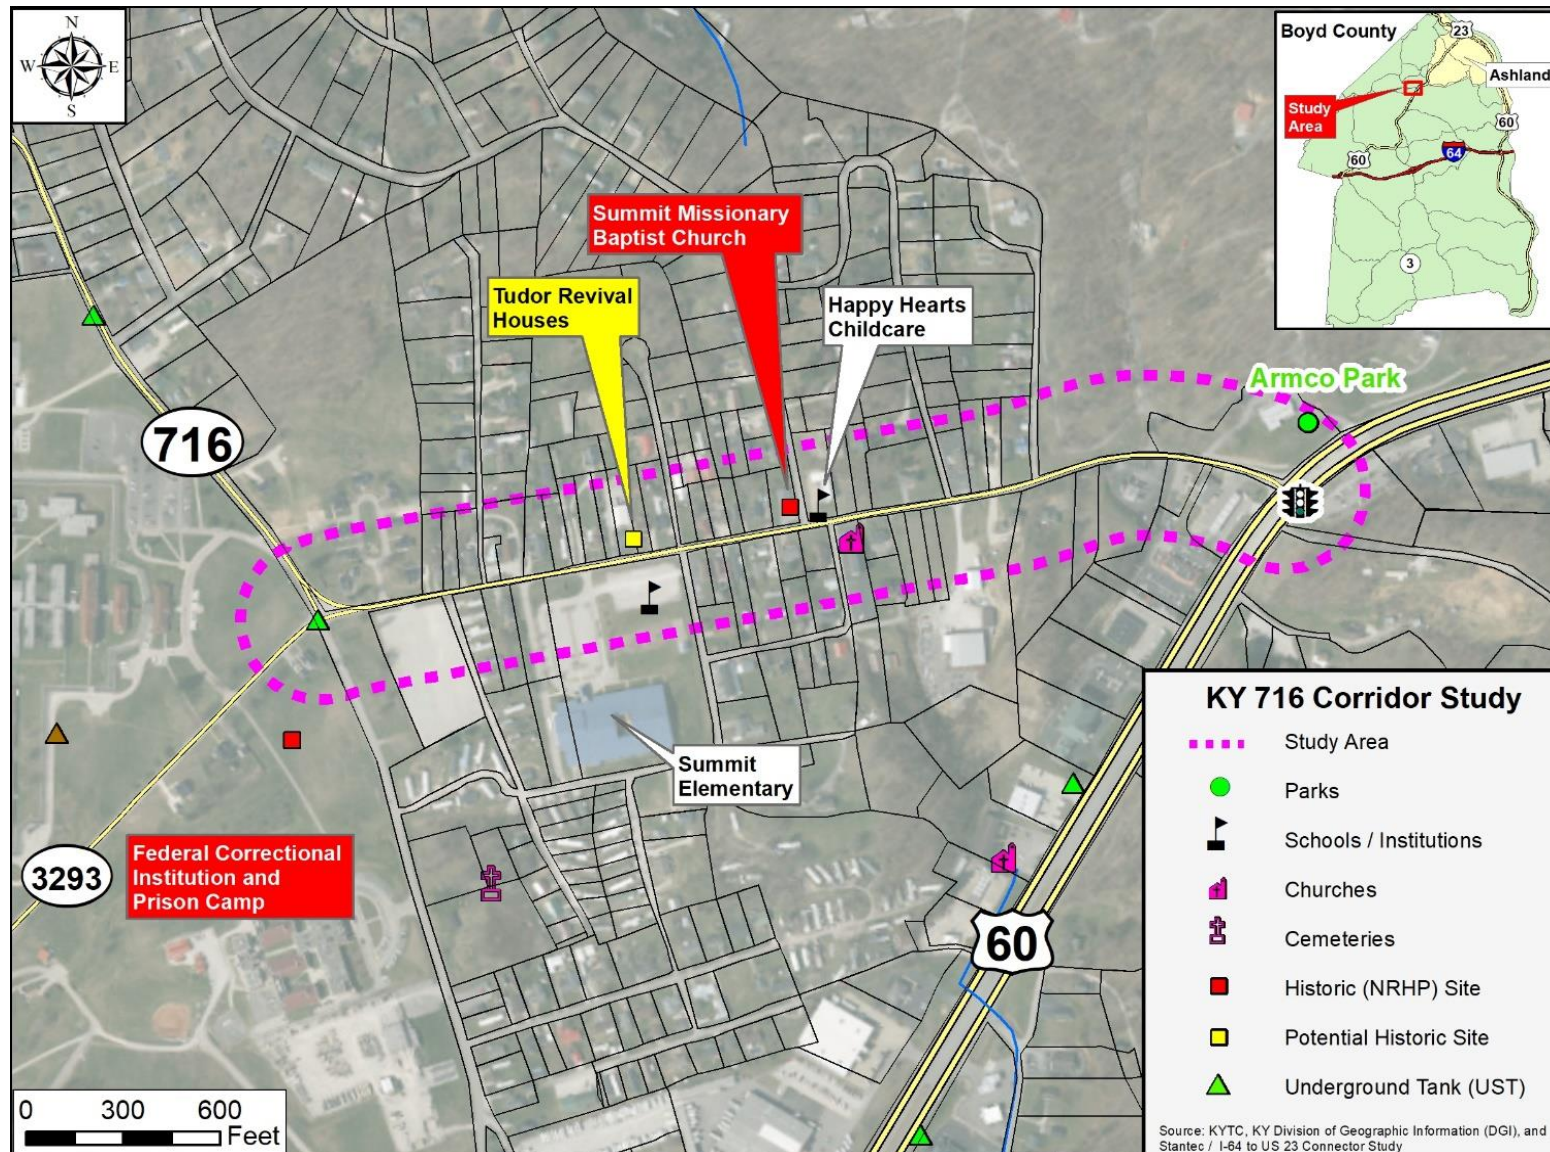 N
W E
S
Boyd County
23
Ashland
Study
Area
60
60
64
3
Summit Missionary
Baptist Church
Tudor Revival
Houses
Happy Hearts
Childcare
Armco Park
716
Summit
Elementary
3293
Federal Correctional
Institution and
Prison Camp
60
KY 716 Corridor Study
Study Area
Parks
Schools / Institutions
Churches
Cemeteries
Historic (NRHP) Site
Potential Historic Site
Underground Tank (UST)
0 300 600
Feet
Source: KYTC, KY Division of Geographic Information (DGI), and
Stantec / I-64 to US 23 Connector Study